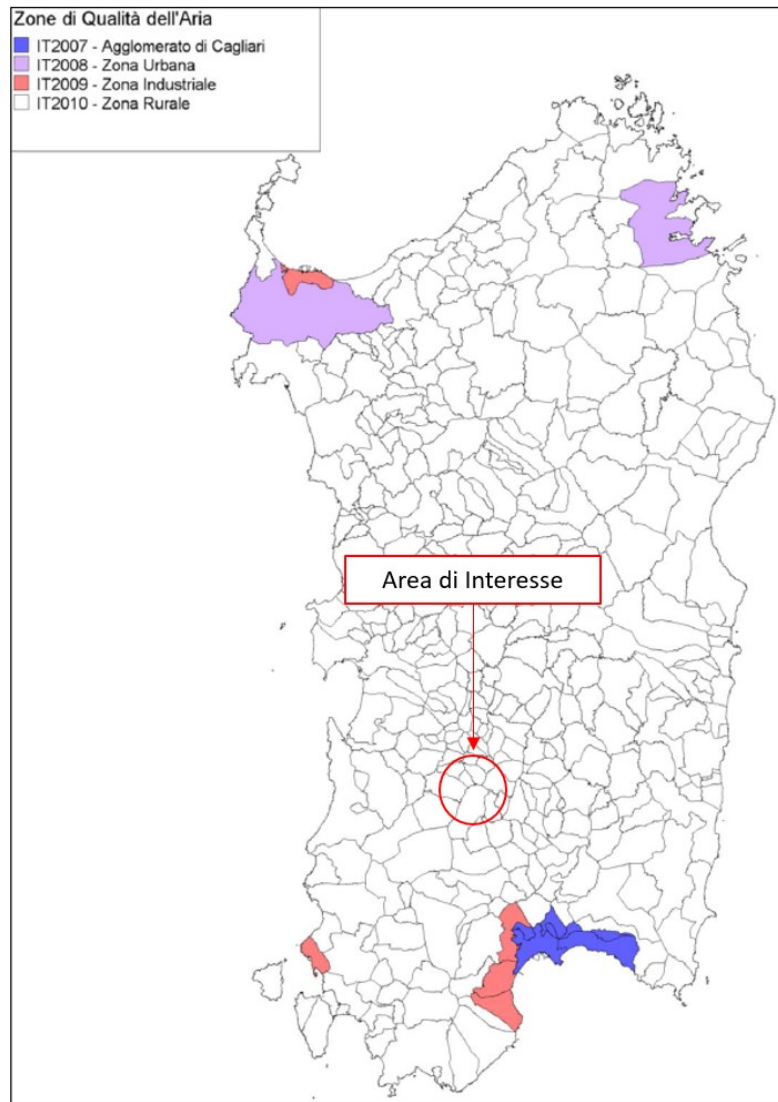 Zone di Qualità dell'Aria
IT2007 - Agglomerato di Cagliari
IT2008 - Zona Urbana
IT2009 - Zona Industriale
IT2010 - Zona Rurale
Area di Interesse